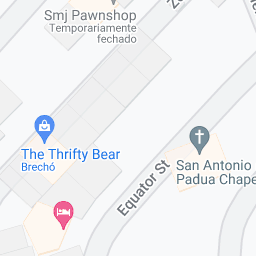 Smj Pawnshop
Temporariamente
fechado
The Thrifty Bear
Brechó
Equator St
San Antonio
Padua Chape